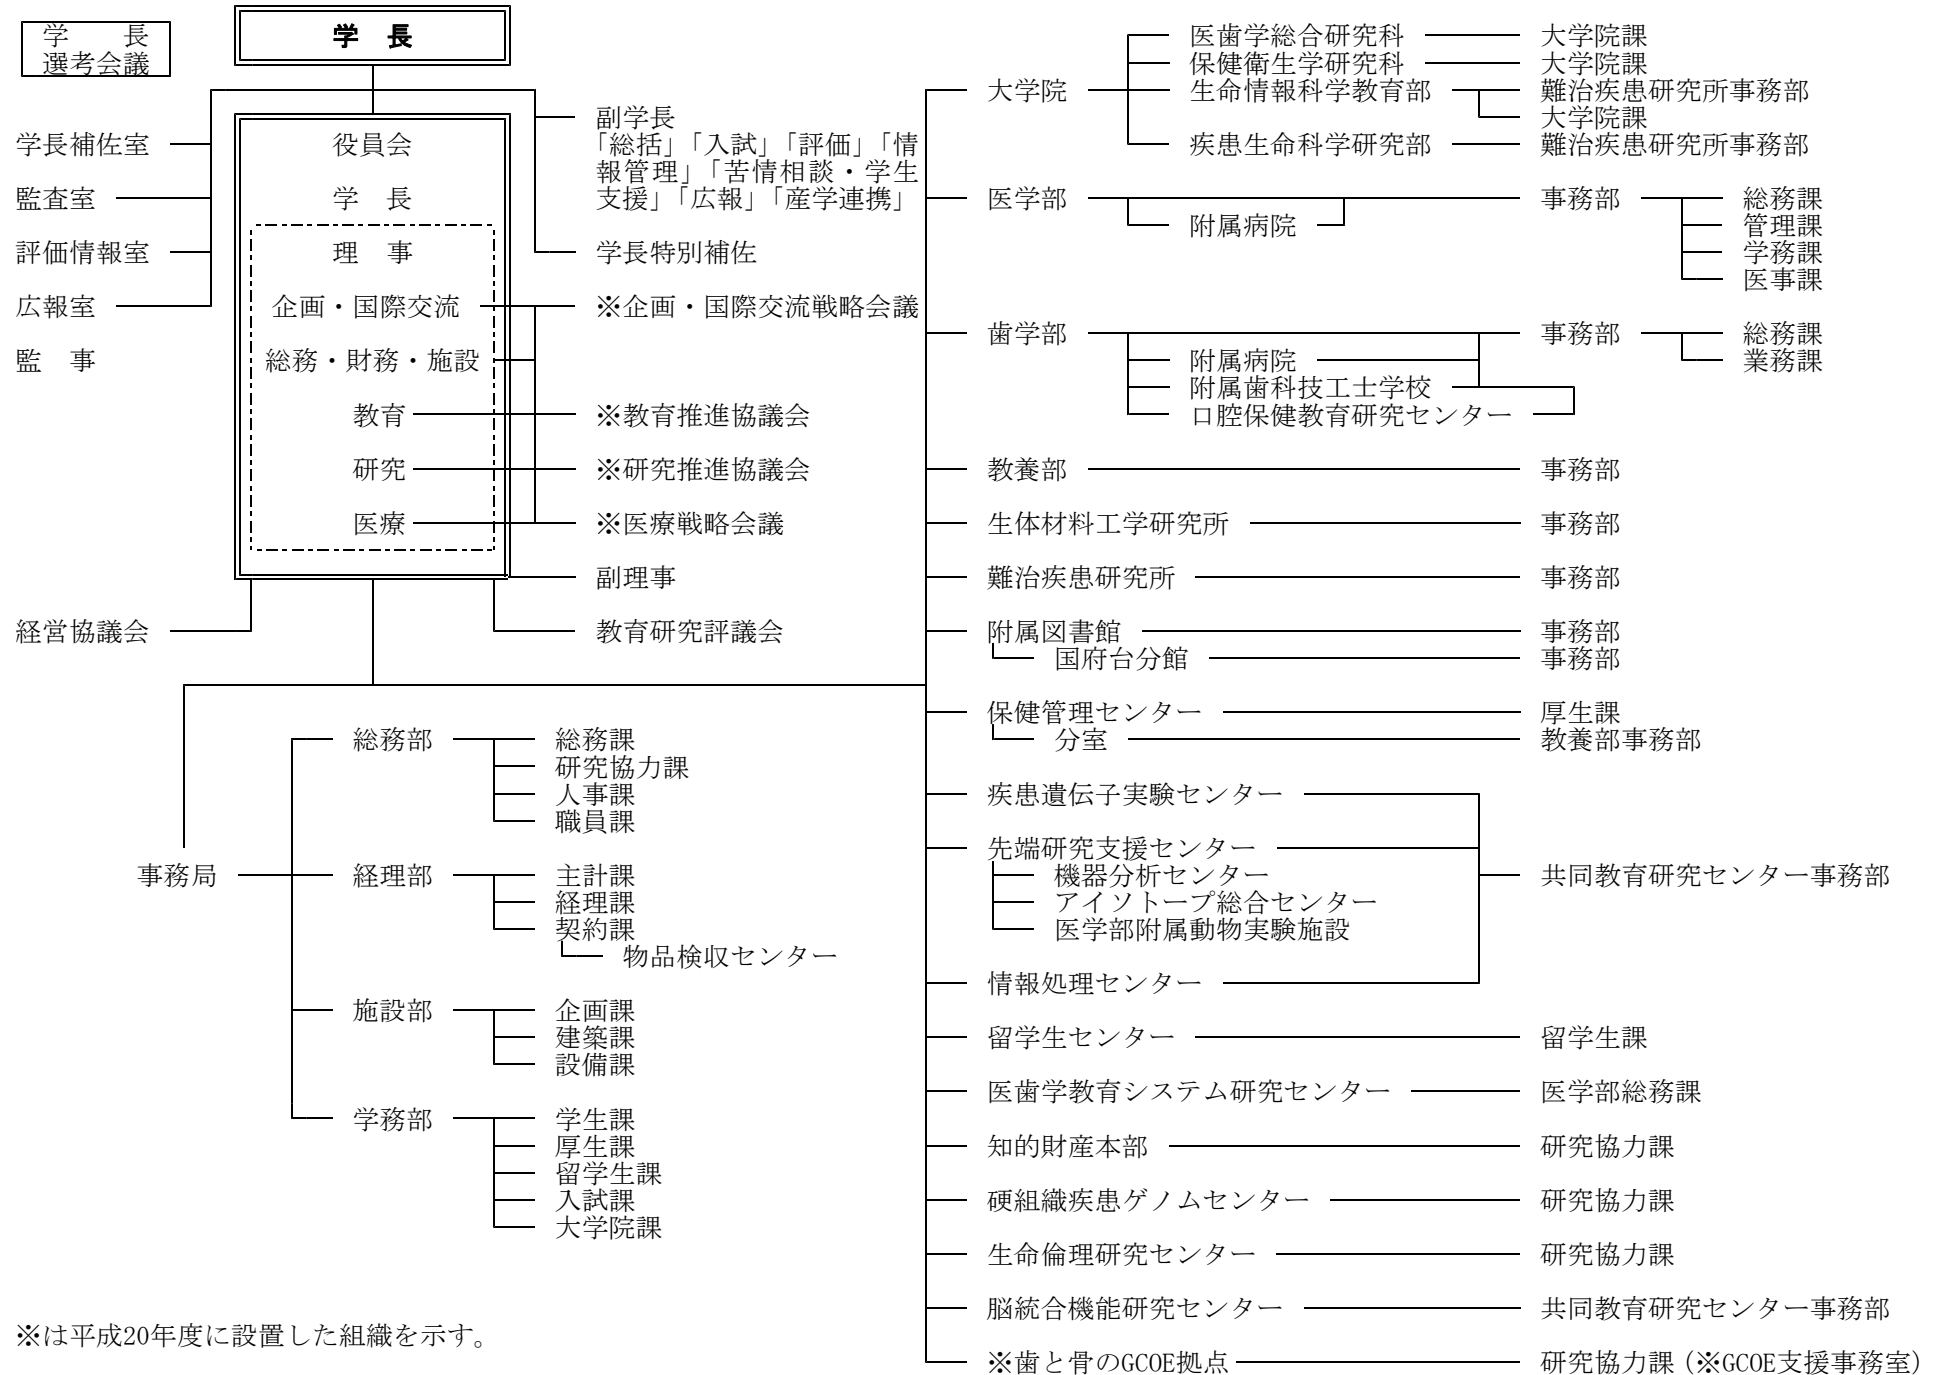 学　　長
選考会議
学　長
学長補佐室
監査室
評価情報室
広報室
監　事
経営協議会
役員会
学　長
理　事
企画・国際交流
総務・財務・施設
教育
研究
医療
副学長
「総括」「入試」「評価」「情
報管理」「苦情相談・学生
支援」「広報」「産学連携」
学長特別補佐
※企画・国際交流戦略会議
※教育推進協議会
※研究推進協議会
※医療戦略会議
副理事
教育研究評議会
事務局
総務部
総務課
研究協力課
人事課
職員課
経理部
主計課
経理課
契約課
物品検収センター
施設部
企画課
建築課
設備課
学務部
学生課
厚生課
留学生課
入試課
大学院課
※は平成20年度に設置した組織を示す。
大学院
医歯学総合研究科
大学院課
保健衛生学研究科
大学院課
生命情報科学教育部
難治疾患研究所事務部
大学院課
疾患生命科学研究部
難治疾患研究所事務部
医学部
附属病院
事務部
総務課
管理課
学務課
医事課
歯学部
附属病院
附属歯科技工士学校
口腔保健教育研究センター
事務部
総務課
業務課
教養部
事務部
生体材料工学研究所
事務部
難治疾患研究所
事務部
附属図書館
事務部
国府台分館
事務部
保健管理センター
厚生課
分室
教養部事務部
疾患遺伝子実験センター
先端研究支援センター
機器分析センター
アイソトープ総合センター
医学部附属動物実験施設
情報処理センター
共同教育研究センター事務部
留学生センター
留学生課
医歯学教育システム研究センター
医学部総務課
知的財産本部
研究協力課
硬組織疾患ゲノムセンター
研究協力課
生命倫理研究センター
研究協力課
脳統合機能研究センター
共同教育研究センター事務部
※歯と骨のGCOE拠点
研究協力課（※GCOE支援事務室）